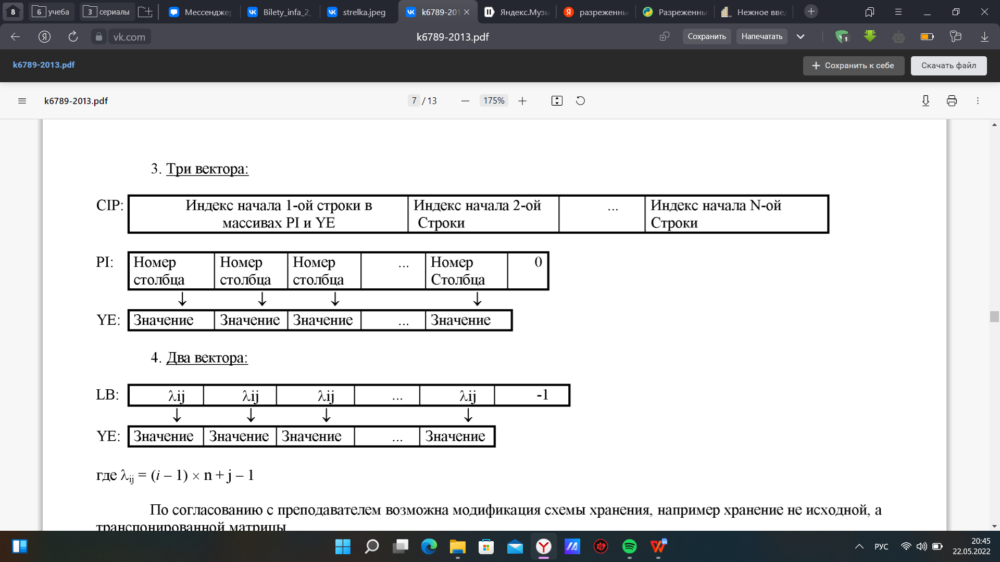 8
6 учеба
3 сериалы
Мессендже
Bilety_infa_2_
strelka.jpeg
k6789-201
Яндекс.Музы
разреженны
Разреженны
Нежное вве
vk.com
k6789-2013.pdf
Сохранить
Напечатать
1
k6789-2013.pdf
Сохранить к себе
Скачать файл
k6789-2013.pdf
7 / 13
175%
3. Три вектора:
CIP:
Индекс начала 1-ой строки в массивах PI и YE
Индекс начала 2-ой Строки
...
Индекс начала N-ой Строки
PI:
Номер столбца
Номер столбца
Номер столбца
...
Номер Столбца
0
↓ ↓ ↓ ↓
YE: Значение Значение Значение ... Значение
4. Два вектора:
LB: λij λij λij ... λij -1
↓ ↓ ↓ ↓
YE: Значение Значение Значение ... Значение
где λij = (i – 1) × n + j – 1
По согласованию с преподавателем возможна модификация схемы хранения, например хранение не исходной, а
транспонированной матрицы
РУС
20:45
22.05.2022